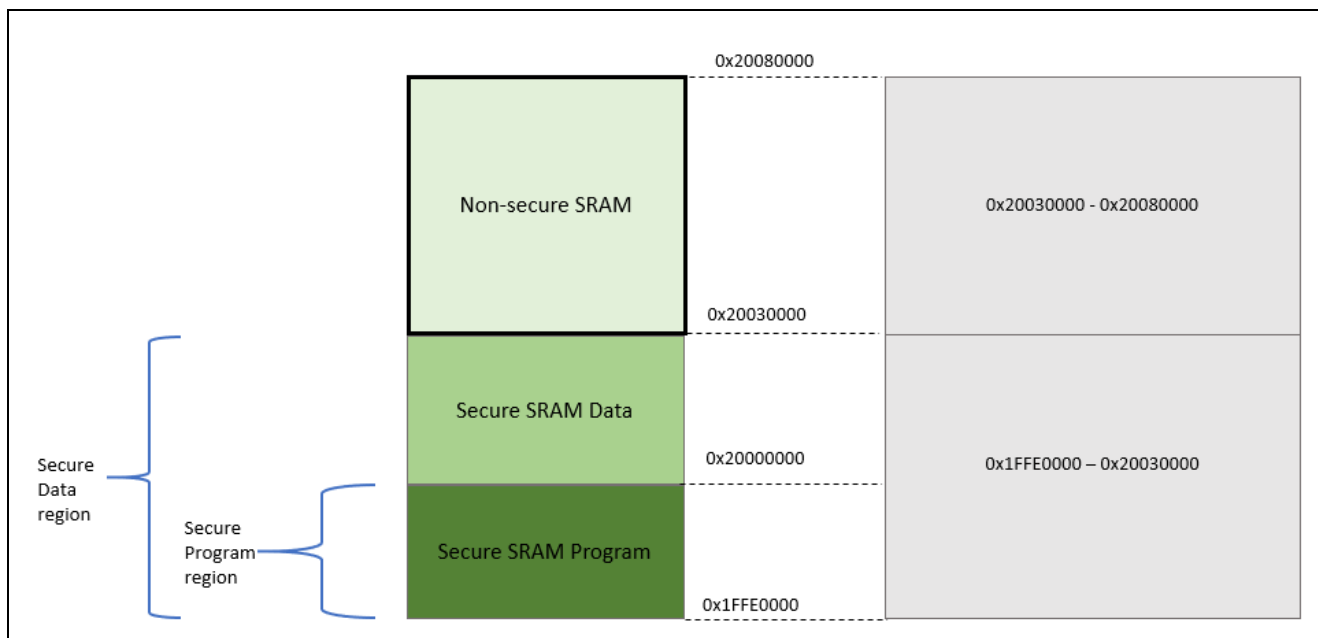 0x20080000
Non-secure SRAM
0x20030000 - 0x20080000
0x20030000
Secure SRAM Data
0x1FFE0000 – 0x20030000
0x20000000
Secure
Data
region
Secure
Program
region
Secure SRAM Program
0x1FFE0000